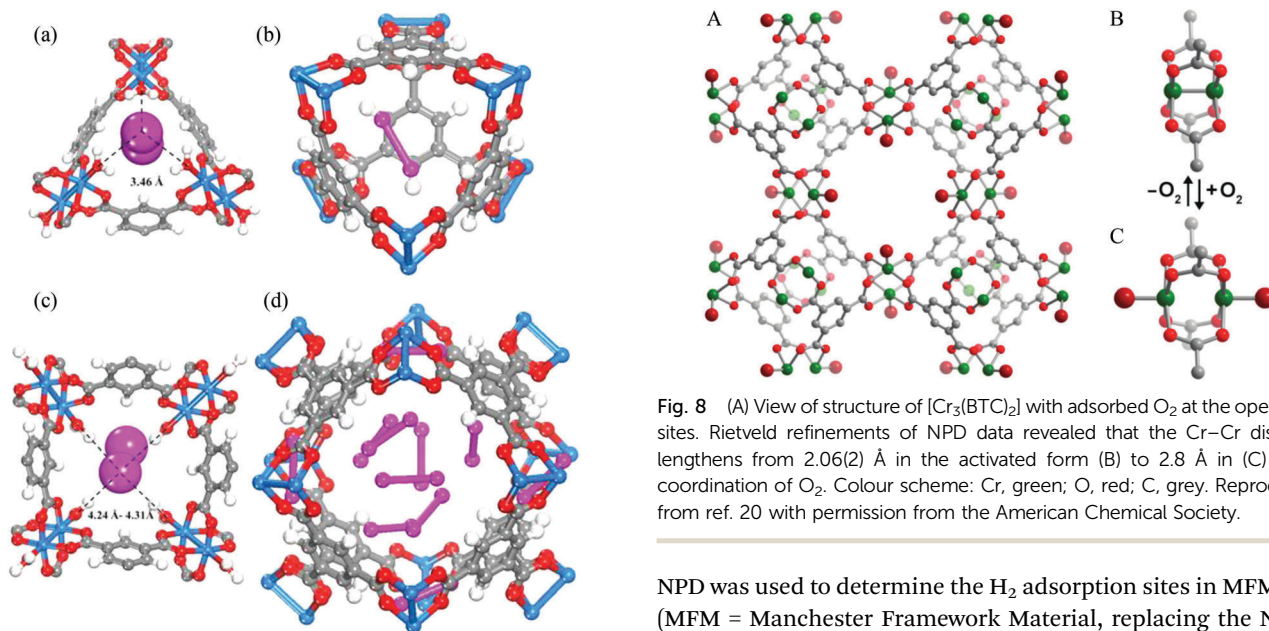 (a)
(b)
3.46 Å
(c)
(d)
4.24 Å- 4.31Å
A
B
−O₂ +O₂
C
Fig. 8 (A) View of structure of [Cr₃(BTC)₂] with adsorbed O₂ at the ope
sites. Rietveld refinements of NPD data revealed that the Cr–Cr dis
lengthens from 2.06(2) Å in the activated form (B) to 2.8 Å in (C)
coordination of O₂. Colour scheme: Cr, green; O, red; C, grey. Reprod
from ref. 20 with permission from the American Chemical Society.
NPD was used to determine the H₂ adsorption sites in MFM
(MFM = Manchester Framework Material, replacing the N